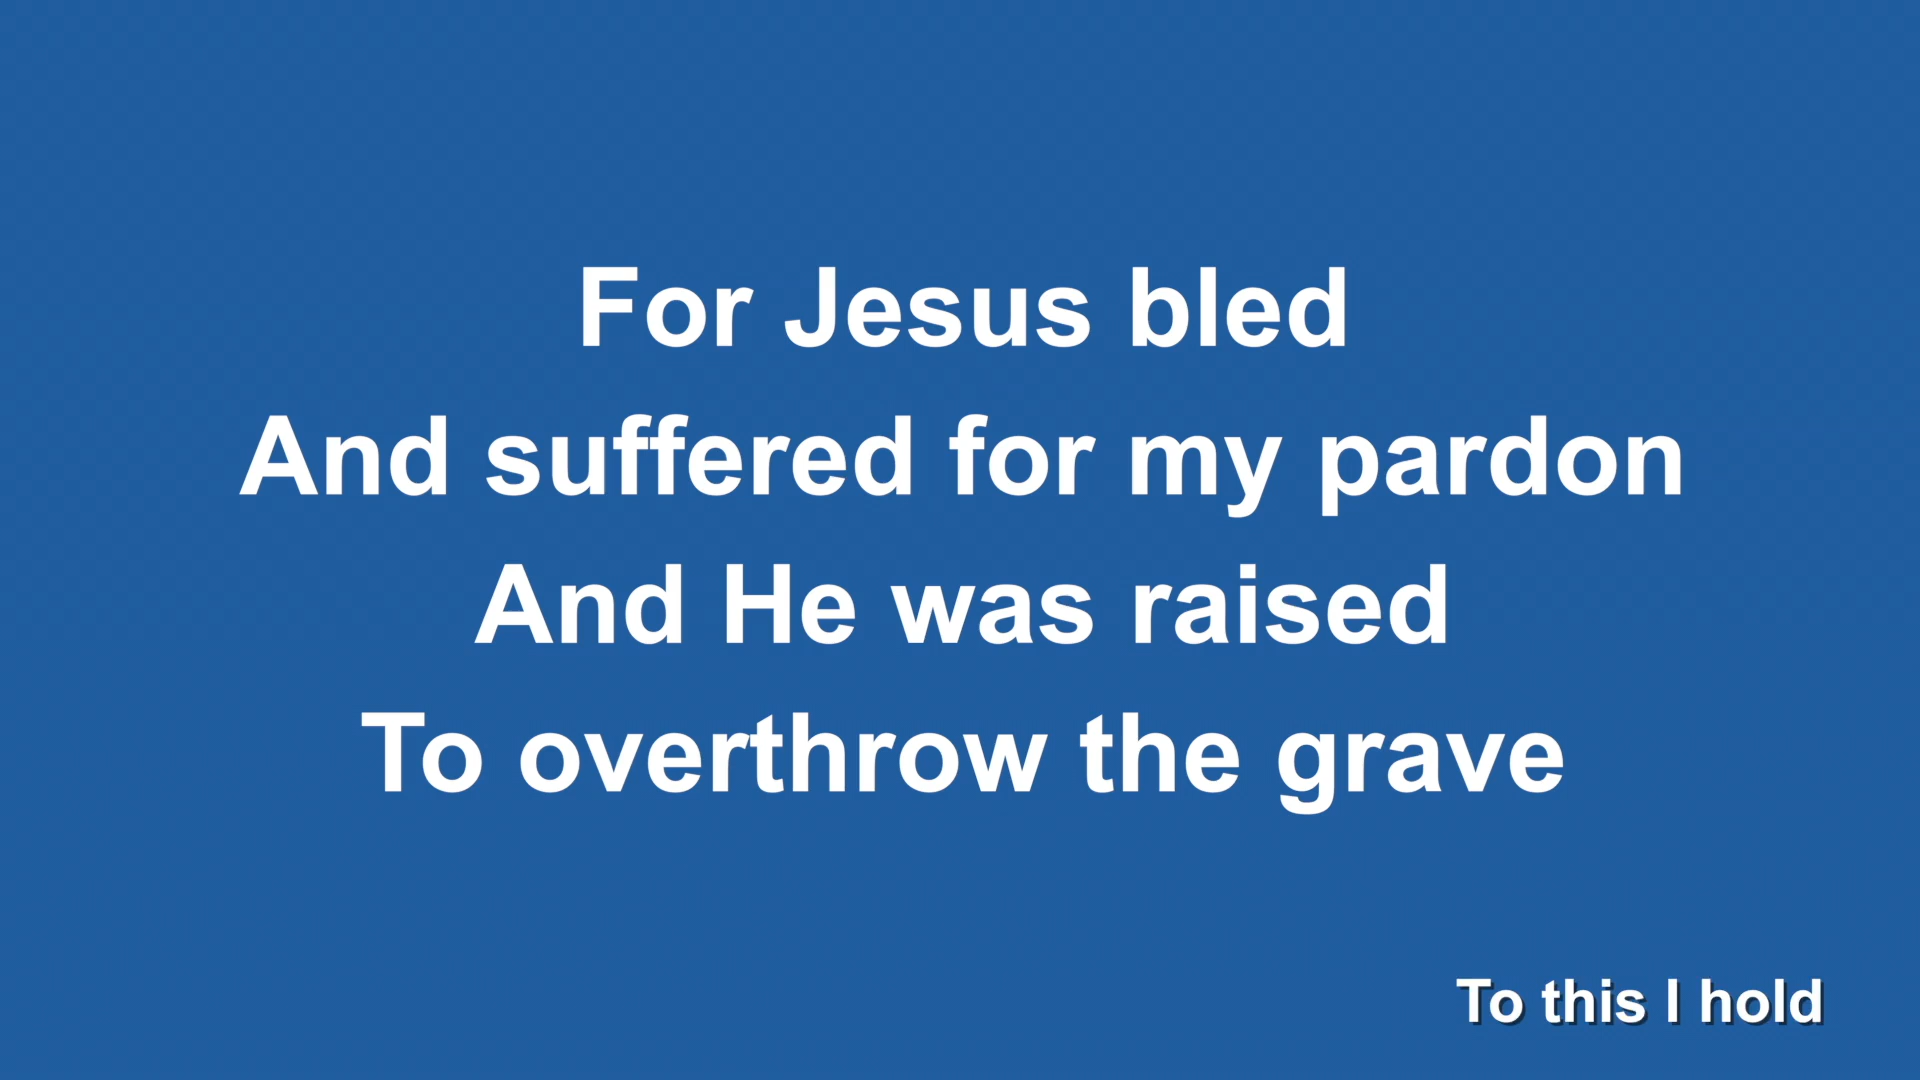 For Jesus bled
And suffered for my pardon
And He was raised
To overthrow the grave
To this I hold